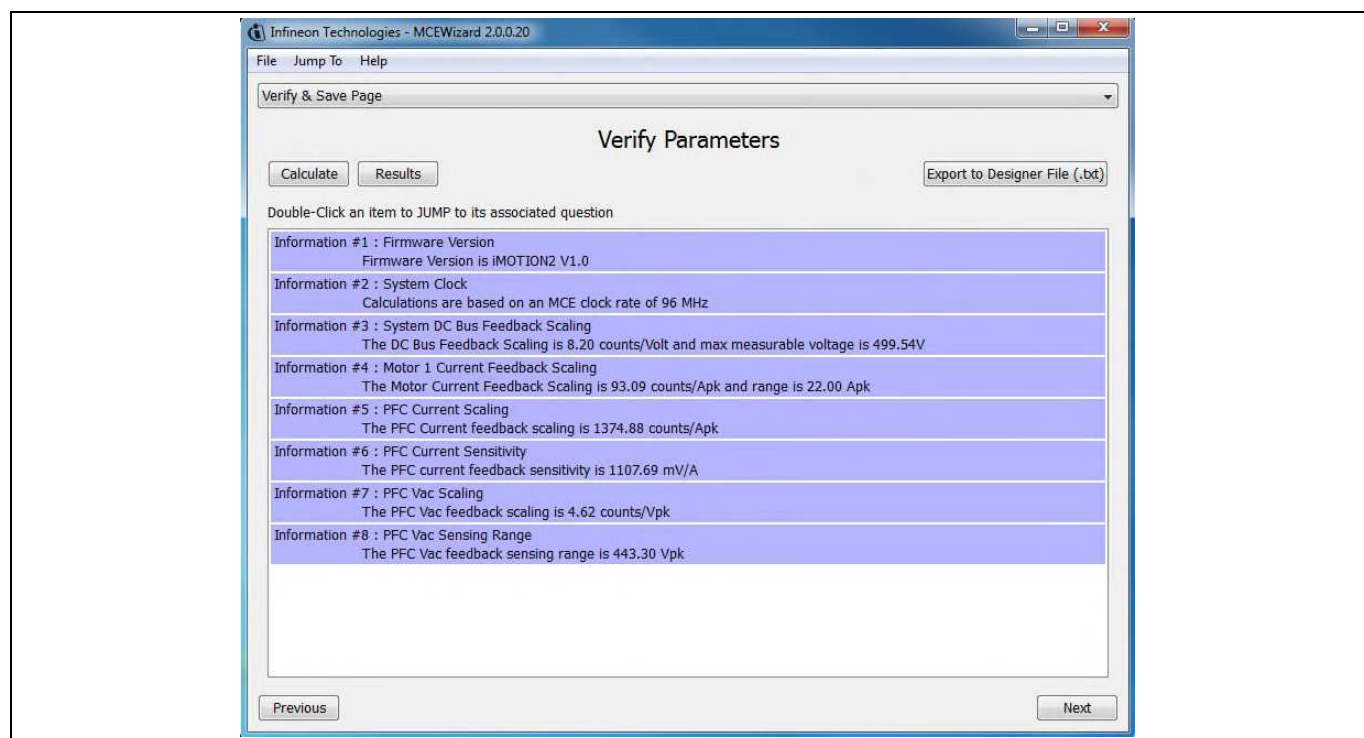 Infineon Technologies - MCEWizard 2.0.0.20
File Jump To Help
Verify & Save Page
Verify Parameters
Calculate Results Export to Designer File (.txt)
Double-Click an item to JUMP to its associated question
Information #1 : Firmware Version
Firmware Version is iMOTION2 V1.0
Information #2 : System Clock
Calculations are based on an MCE clock rate of 96 MHz
Information #3 : System DC Bus Feedback Scaling
The DC Bus Feedback Scaling is 8.20 counts/Volt and max measurable voltage is 499.54V
Information #4 : Motor 1 Current Feedback Scaling
The Motor Current Feedback Scaling is 93.09 counts/Apk and range is 22.00 Apk
Information #5 : PFC Current Scaling
The PFC Current feedback scaling is 1374.88 counts/Apk
Information #6 : PFC Current Sensitivity
The PFC current feedback sensitivity is 1107.69 mV/A
Information #7 : PFC Vac Scaling
The PFC Vac feedback scaling is 4.62 counts/Vpk
Information #8 : PFC Vac Sensing Range
The PFC Vac feedback sensing range is 443.30 Vpk
Previous Next